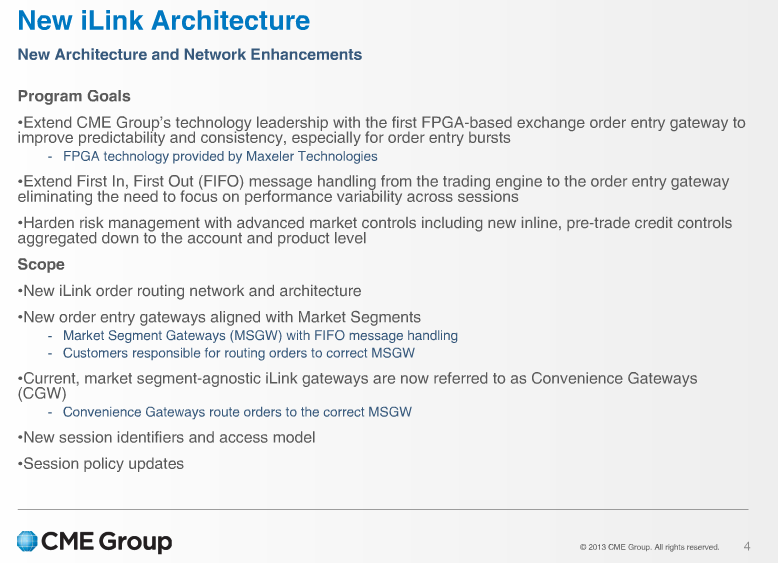 New iLink Architecture
New Architecture and Network Enhancements
Program Goals
•Extend CME Group's technology leadership with the first FPGA-based exchange order entry gateway to
improve predictability and consistency, especially for order entry bursts
- FPGA technology provided by Maxeler Technologies
•Extend First In, First Out (FIFO) message handling from the trading engine to the order entry gateway
eliminating the need to focus on performance variability across sessions
•Harden risk management with advanced market controls including new inline, pre-trade credit controls
aggregated down to the account and product level
Scope
•New iLink order routing network and architecture
•New order entry gateways aligned with Market Segments
- Market Segment Gateways (MSGW) with FIFO message handling
- Customers responsible for routing orders to correct MSGW
•Current, market segment-agnostic iLink gateways are now referred to as Convenience Gateways
(CGW)
- Convenience Gateways route orders to the correct MSGW
•New session identifiers and access model
•Session policy updates
CME Group
© 2013 CME Group. All rights reserved.
4